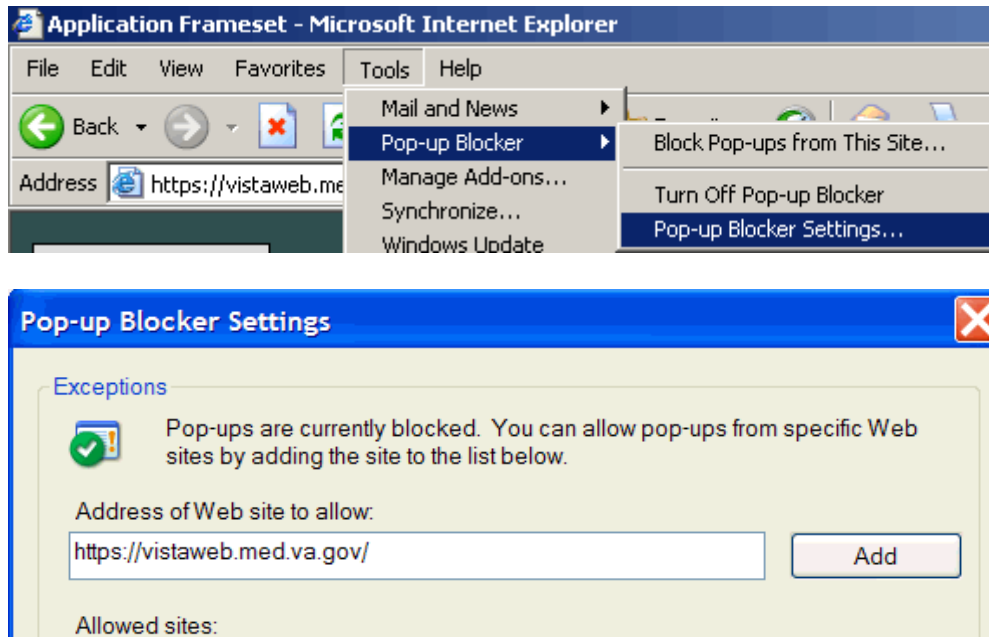 Application Frameset - Microsoft Internet Explorer
File Edit View Favorites Tools Help
Back
Mail and News
Pop-up Blocker
Block Pop-ups from This Site...
Address https://vistaweb.me
Manage Add-ons...
Turn Off Pop-up Blocker
Synchronize...
Pop-up Blocker Settings...
Windows Update
Pop-up Blocker Settings
Exceptions
Pop-ups are currently blocked. You can allow pop-ups from specific Web
sites by adding the site to the list below.
Address of Web site to allow:
https://vistaweb.med.va.gov/
Add
Allowed sites: